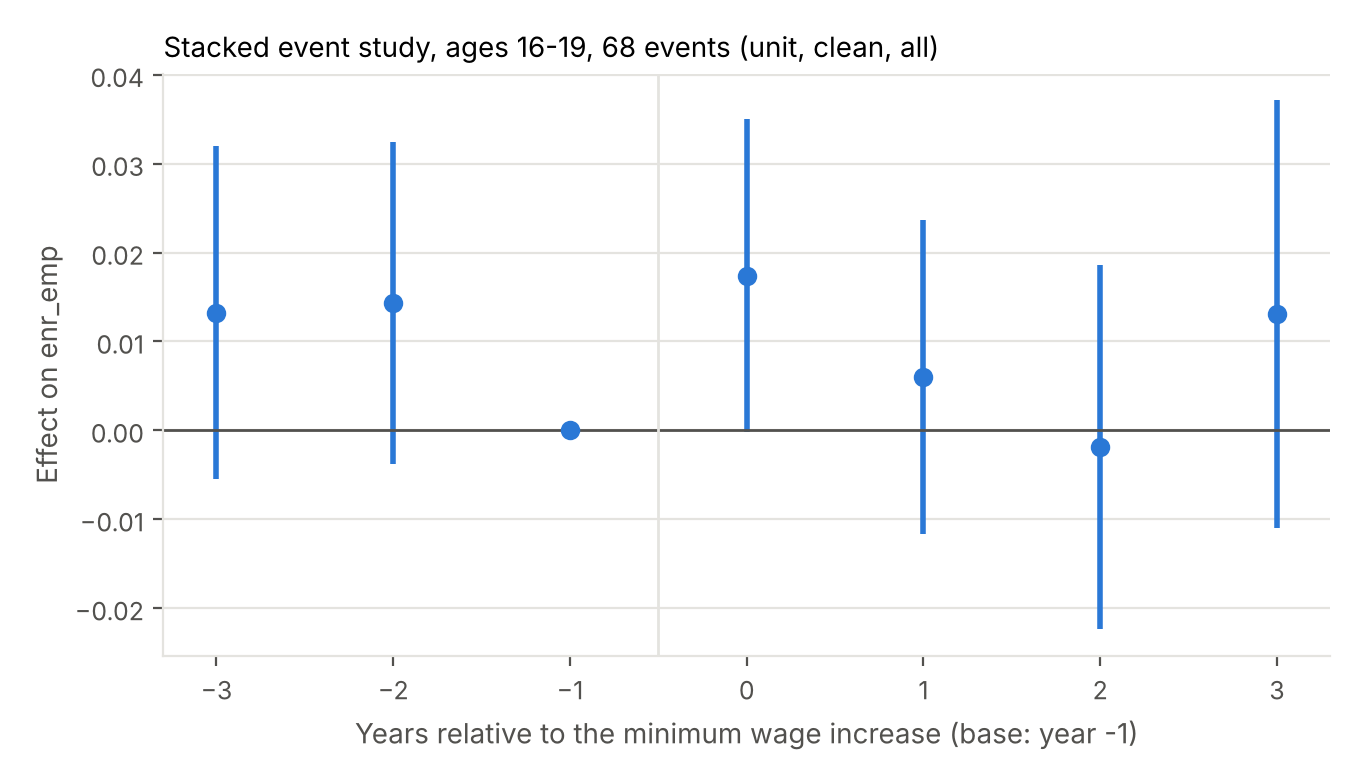 Stacked event study, ages 16-19, 68 events (unit, clean, all)
Effect on enr_emp
0.04
0.03
0.02
0.01
0.00
−0.01
−0.02
−3 −2 −1 0 1 2 3
Years relative to the minimum wage increase (base: year -1)